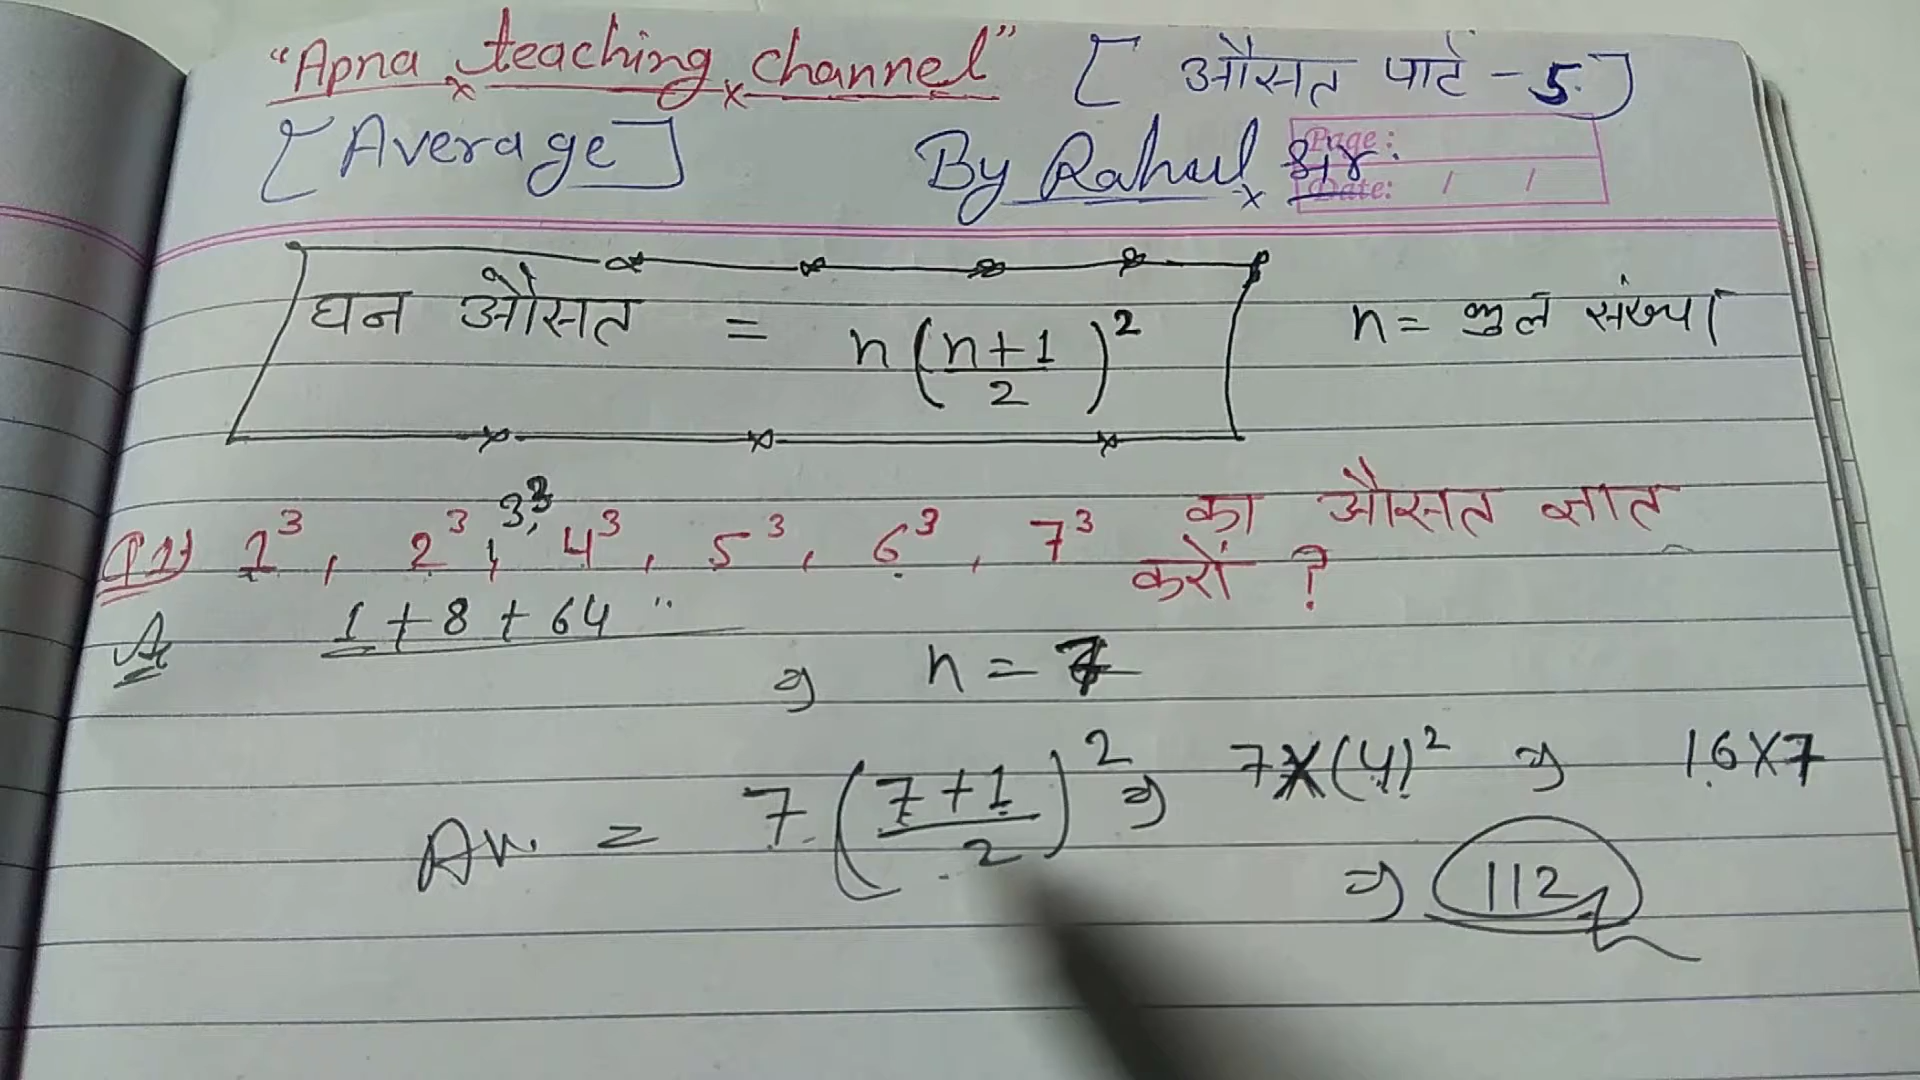 "Apna teaching channel" [औसत पार्ट - 5]
[Average] By Rahul सर.
Page:
Date: / /
घन औसत = n(n+1/2)² n = कुल संख्या
Q1) 1³, 2³, 3³, 4³, 5³, 6³, 7³ का औसत ज्ञात
करों ?
1 + 8 + 64 ..
⇒ n = 7
Av. = 7(7+1/2)² ⇒ 7×(4)² ⇒ 16×7
⇒ 112